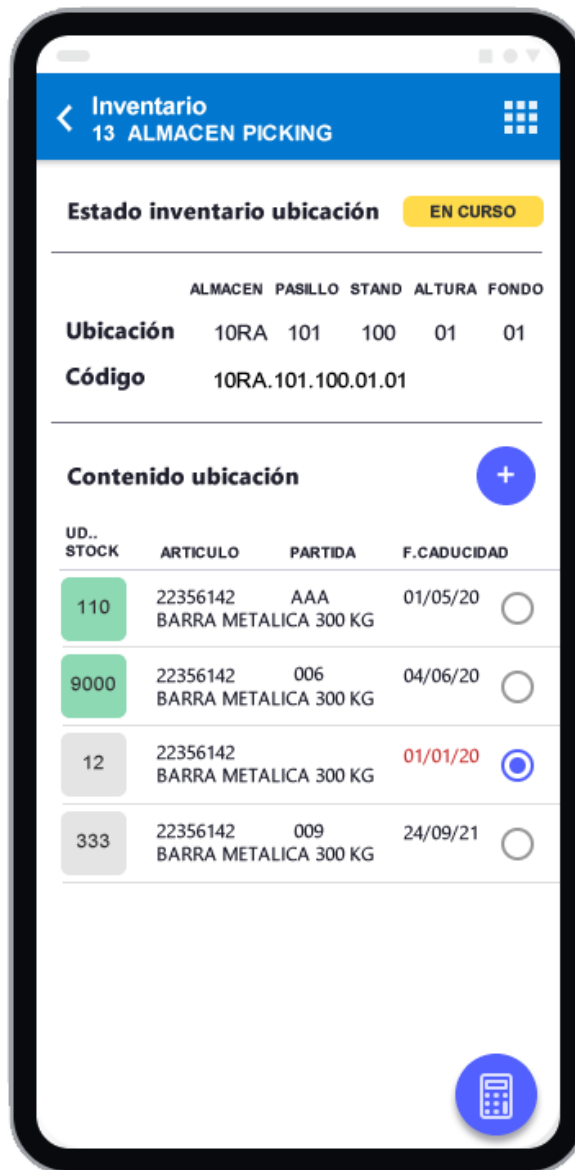 Inventario
13 ALMACEN PICKING
Estado inventario ubicación EN CURSO
ALMACEN PASILLO STAND ALTURA FONDO
Ubicación 10RA 101 100 01 01
Código 10RA.101.100.01.01
Contenido ubicación +
UD..
STOCK ARTICULO PARTIDA F.CADUCIDAD
110 22356142 AAA 01/05/20
BARRA METALICA 300 KG
9000 22356142 006 04/06/20
BARRA METALICA 300 KG
12 22356142 01/01/20
BARRA METALICA 300 KG
333 22356142 009 24/09/21
BARRA METALICA 300 KG